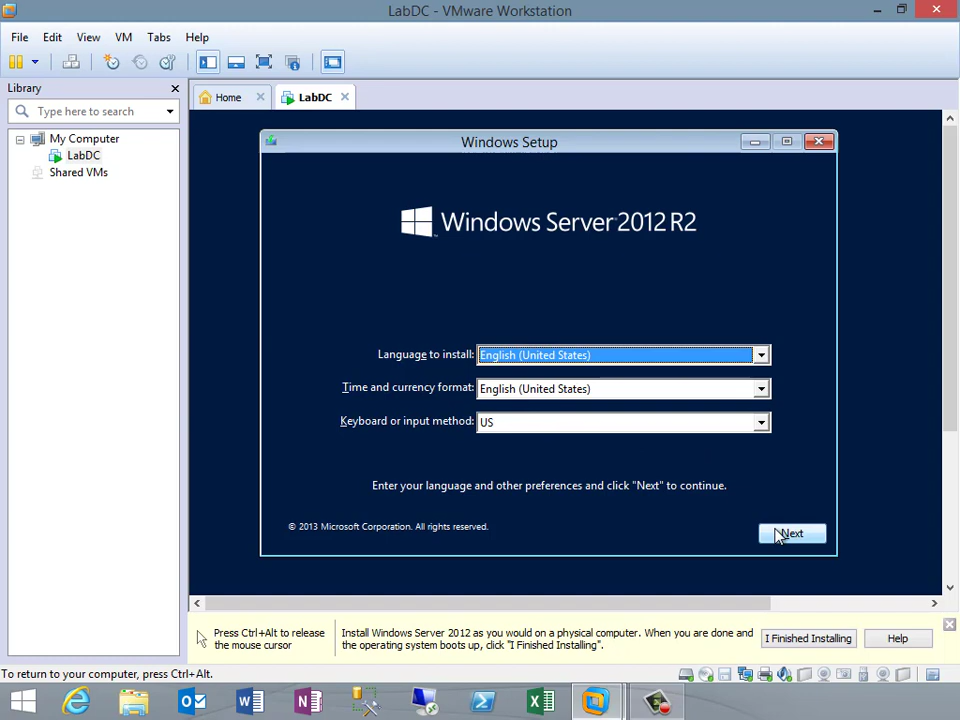 LabDC - VMware Workstation
File Edit View VM Tabs Help
Library
Type here to search
My Computer
LabDC
Shared VMs
Home
LabDC
Windows Setup
Windows Server 2012 R2
Language to install: English (United States)
Time and currency format: English (United States)
Keyboard or input method: US
Enter your language and other preferences and click "Next" to continue.
© 2013 Microsoft Corporation. All rights reserved.
Next
Press Ctrl+Alt to release
the mouse cursor
Install Windows Server 2012 as you would on a physical computer. When you are done and
the operating system boots up, click "I Finished Installing".
I Finished Installing
Help
To return to your computer, press Ctrl+Alt.